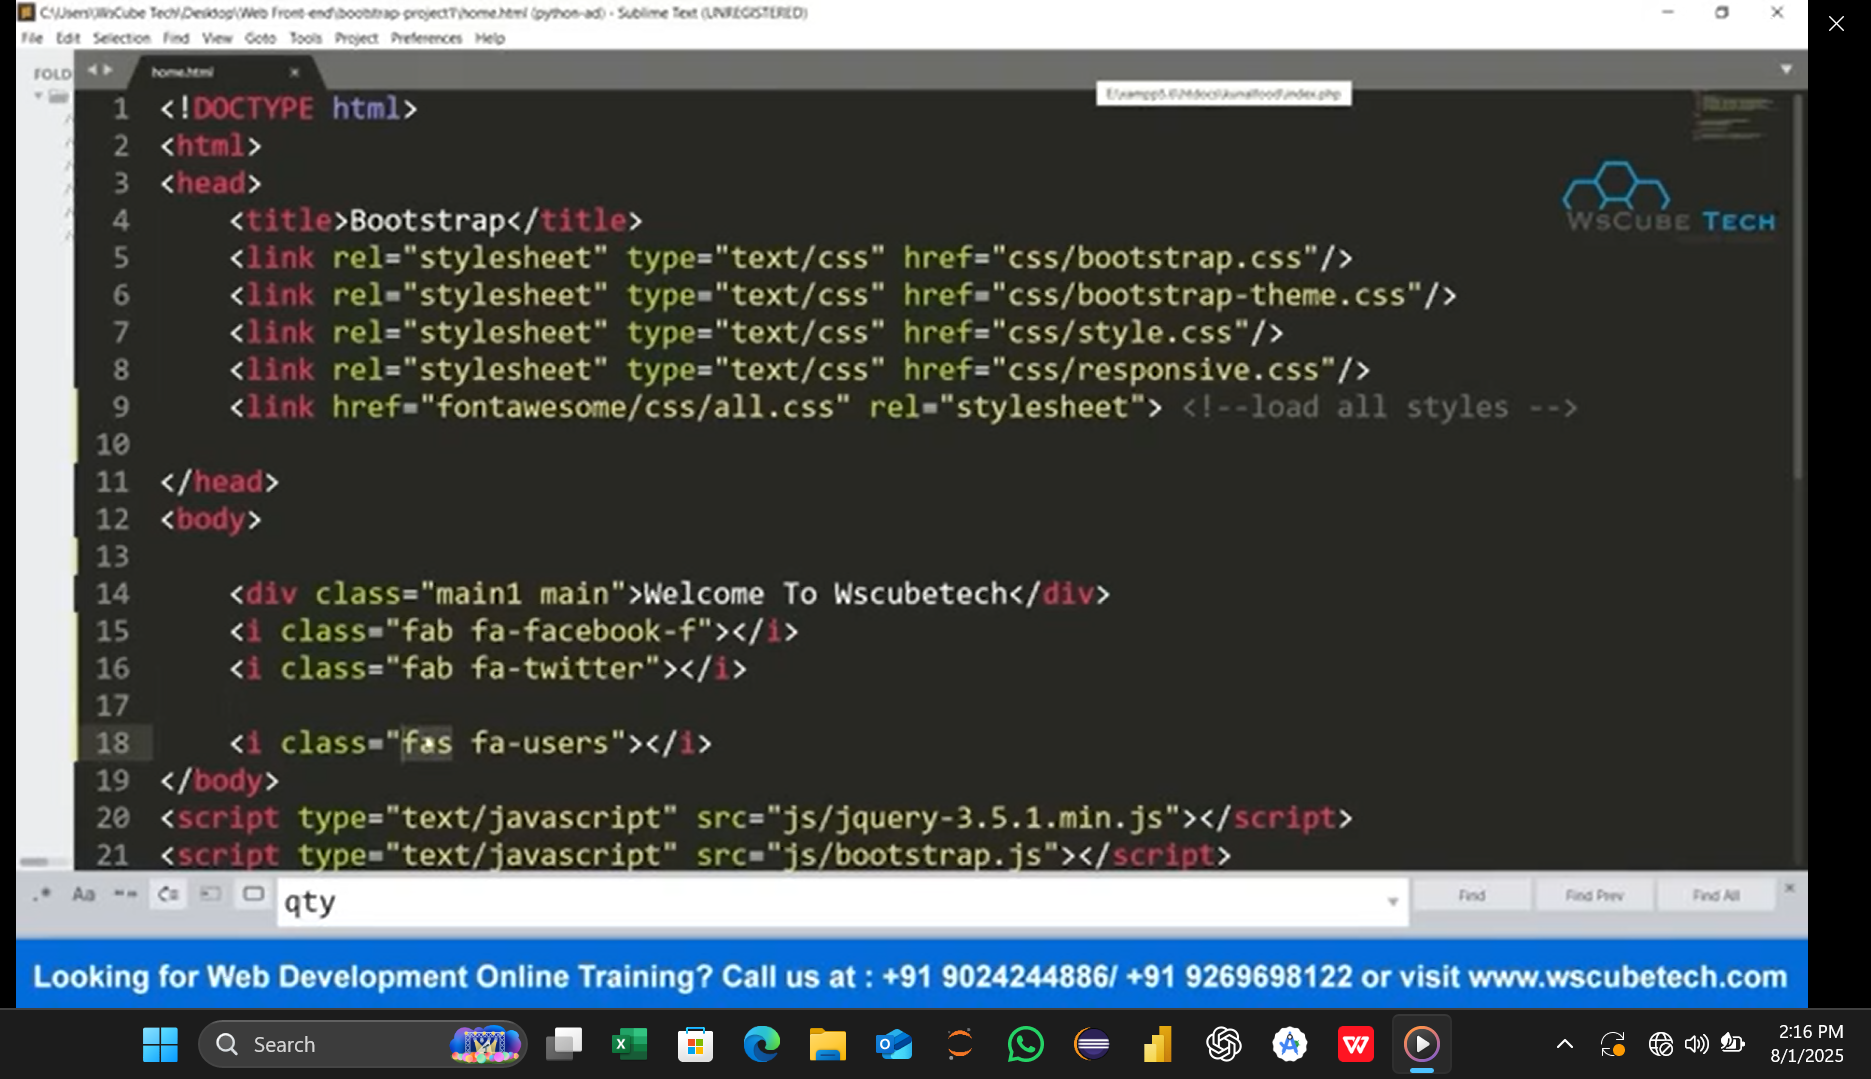 C:\Users\WsCube Tech\Desktop\Web Front-end\bootstrap-project1\home.html (python-ad) - Sublime Text (UNREGISTERED)
File Edit Selection Find View Goto Tools Project Preferences Help
FOLD
home.html
E:\xampp5.6\htdocs\kunalfood\index.php
1 <!DOCTYPE html>
2 <html>
3 <head>
4 <title>Bootstrap</title>
5 <link rel="stylesheet" type="text/css" href="css/bootstrap.css"/>
6 <link rel="stylesheet" type="text/css" href="css/bootstrap-theme.css"/>
7 <link rel="stylesheet" type="text/css" href="css/style.css"/>
8 <link rel="stylesheet" type="text/css" href="css/responsive.css"/>
9 <link href="fontawesome/css/all.css" rel="stylesheet"> <!--load all styles -->
10
11 </head>
12 <body>
13
14 <div class="main1 main">Welcome To Wscubetech</div>
15 <i class="fab fa-facebook-f"></i>
16 <i class="fab fa-twitter"></i>
17
18 <i class="fas fa-users"></i>
19 </body>
20 <script type="text/javascript" src="js/jquery-3.5.1.min.js"></script>
21 <script type="text/javascript" src="js/bootstrap.js"></script>
WsCube Tech
.* Aa qty Find Find Prev Find All
Looking for Web Development Online Training? Call us at : +91 9024244886/ +91 9269698122 or visit www.wscubetech.com
Search
2:16 PM
8/1/2025